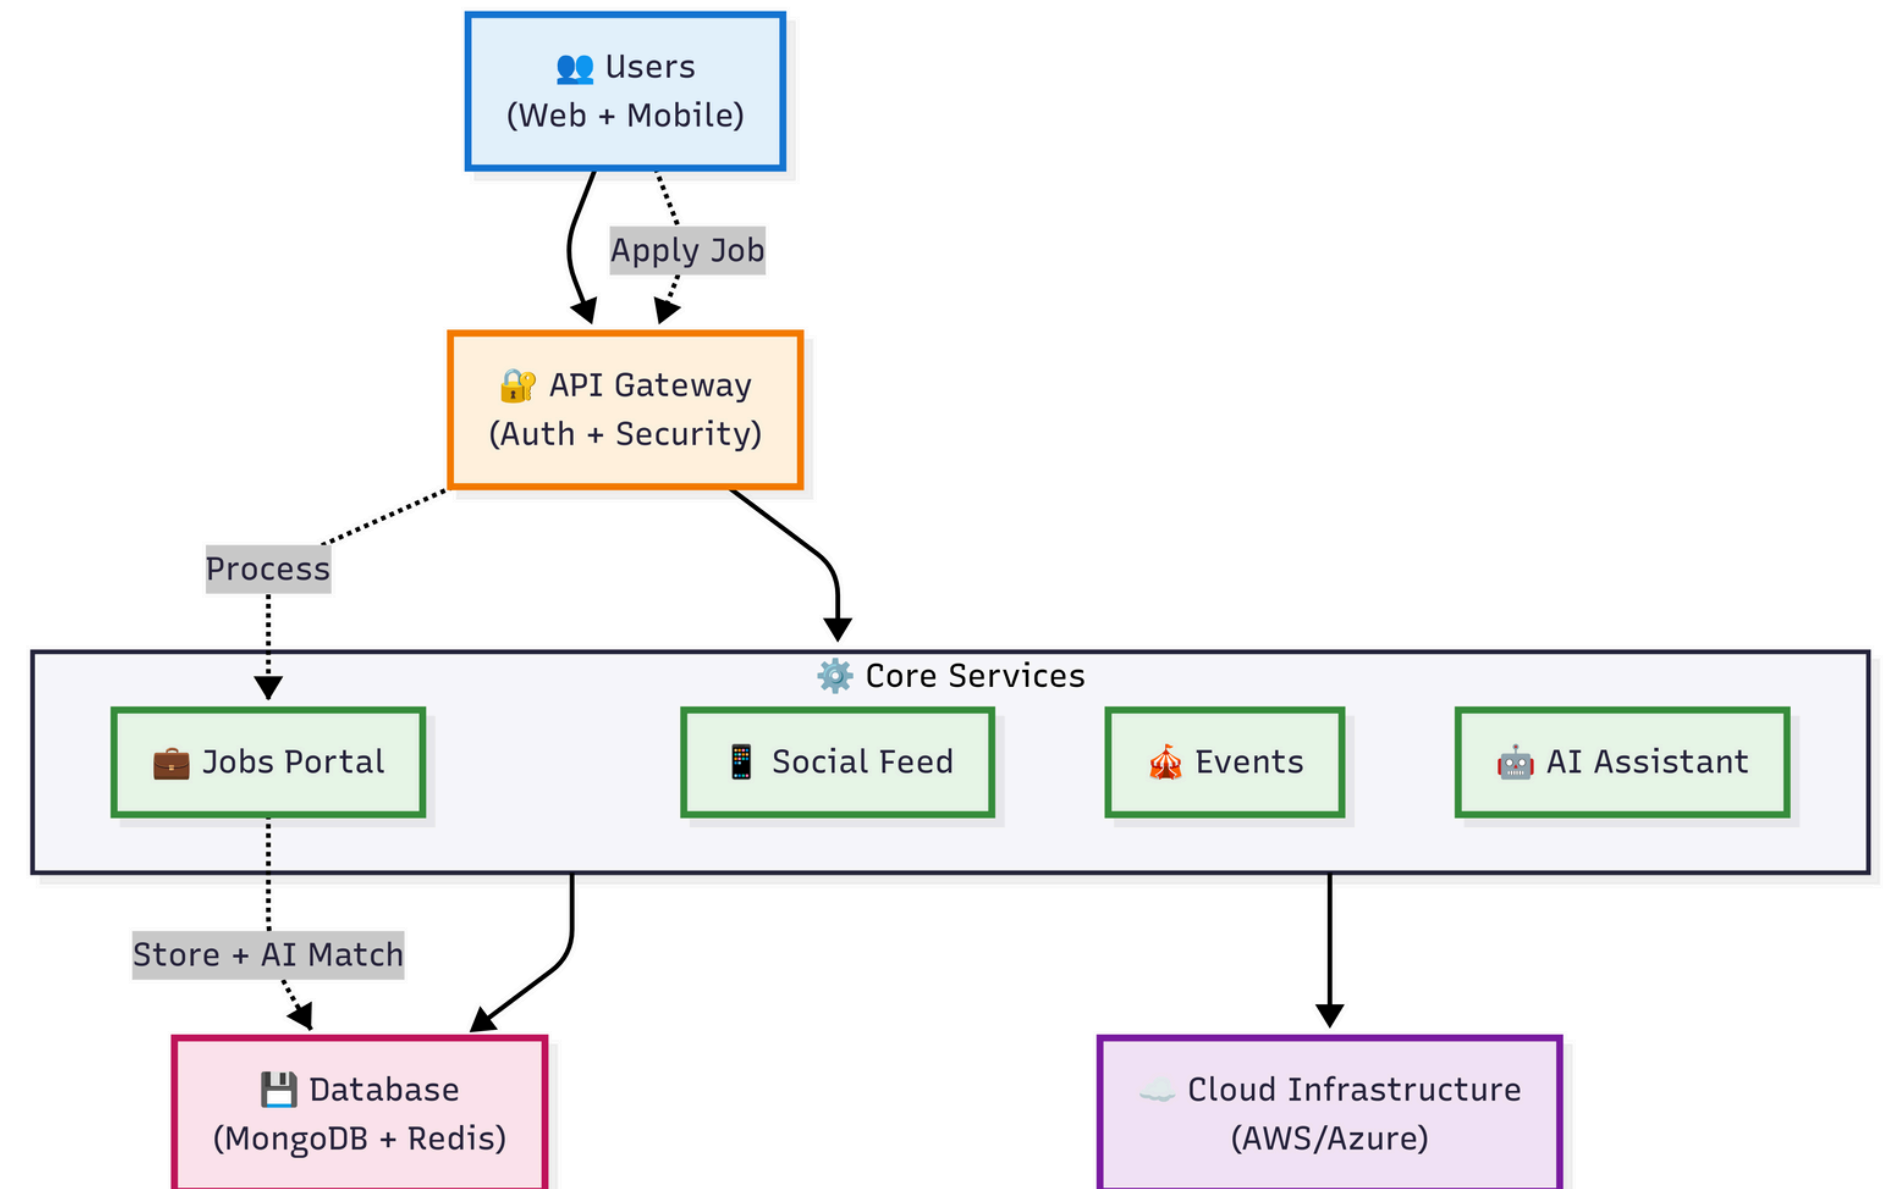 👥 Users
(Web + Mobile)
Apply Job
🔐 API Gateway
(Auth + Security)
Process
⚙️ Core Services
💼 Jobs Portal
📱 Social Feed
🎪 Events
🤖 AI Assistant
Store + AI Match
💾 Database
(MongoDB + Redis)
☁️ Cloud Infrastructure
(AWS/Azure)